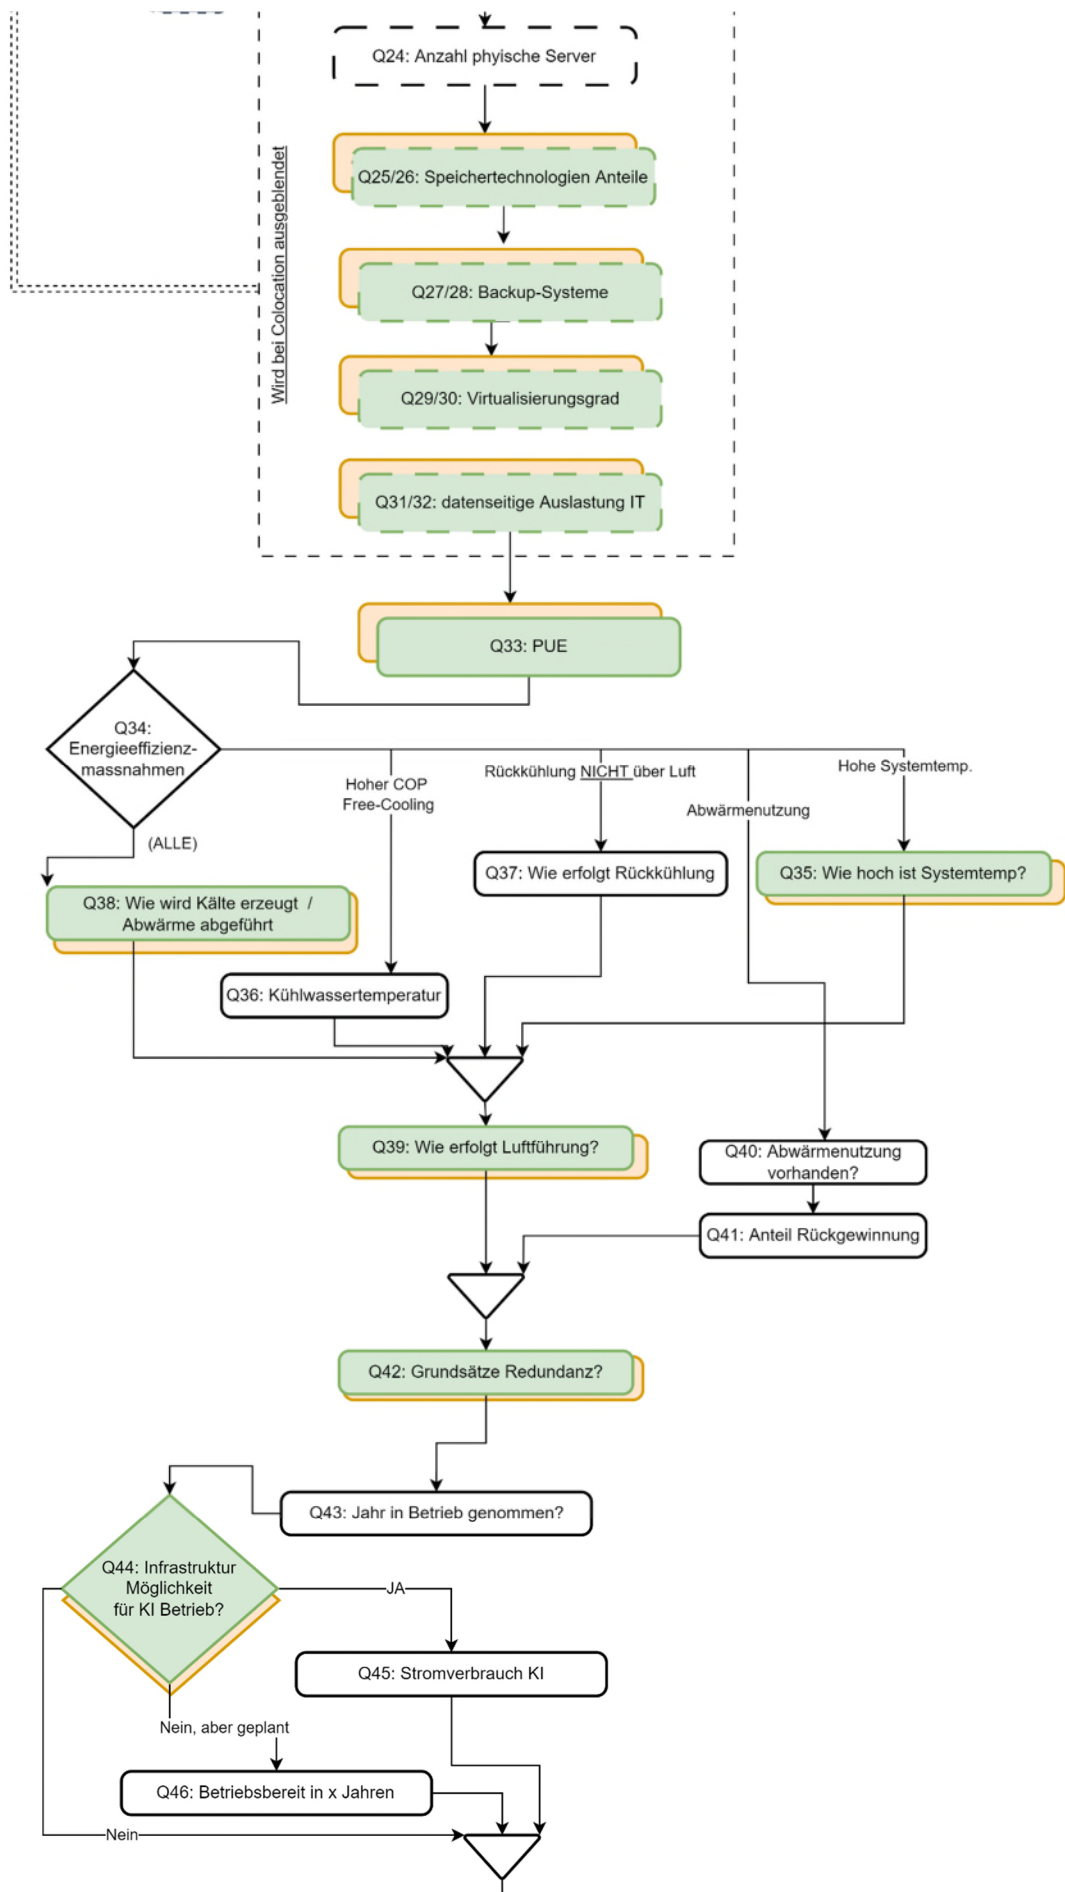 Q24: Anzahl phyische Server
Wird bei Colocation ausgeblendet
Q25/26: Speichertechnologien Anteile
Q27/28: Backup-Systeme
Q29/30: Virtualisierungsgrad
Q31/32: datenseitige Auslastung IT
Q33: PUE
Q34:
Energieeffizienz-
massnahmen
Hoher COP
Free-Cooling
Rückkühlung NICHT über Luft
Abwärmenutzung
Hohe Systemtemp.
(ALLE)
Q38: Wie wird Kälte erzeugt /
Abwärme abgeführt
Q37: Wie erfolgt Rückkühlung
Q35: Wie hoch ist Systemtemp?
Q36: Kühlwassertemperatur
Q39: Wie erfolgt Luftführung?
Q40: Abwärmenutzung
vorhanden?
Q41: Anteil Rückgewinnung
Q42: Grundsätze Redundanz?
Q43: Jahr in Betrieb genommen?
Q44: Infrastruktur
Möglichkeit
für KI Betrieb?
JA
Q45: Stromverbrauch KI
Nein, aber geplant
Q46: Betriebsbereit in x Jahren
Nein